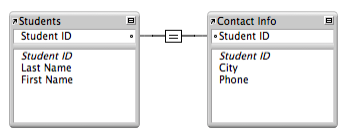 Students
Student ID
Student ID
Last Name
First Name
=
Contact Info
Student ID
Student ID
City
Phone